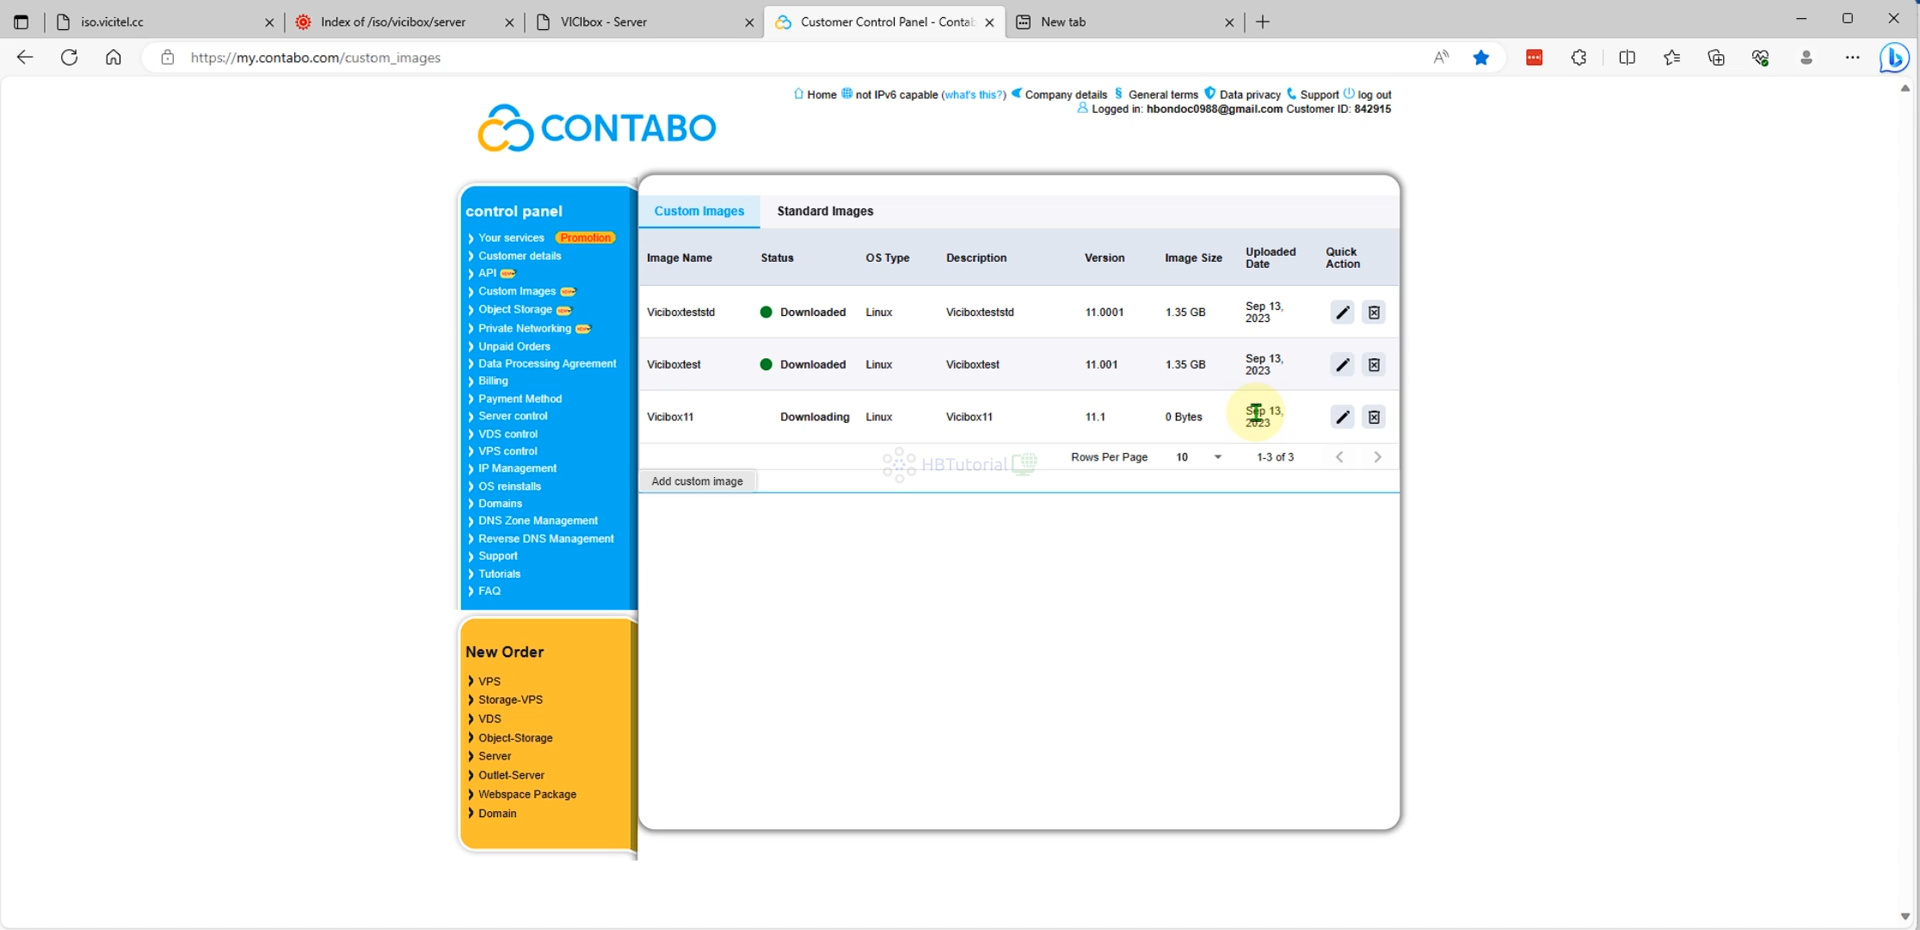 iso.vicitel.cc
Index of /iso/vicibox/server
VICIbox - Server
Customer Control Panel - Contab
New tab
https://my.contabo.com/custom_images
Home not IPv6 capable (what's this?) Company details General terms Data privacy Support log out
Logged in: hbondoc0988@gmail.com Customer ID: 842915
CONTABO
control panel
Your services Promotion
Customer details
API
Custom Images
Object Storage
Private Networking
Unpaid Orders
Data Processing Agreement
Billing
Payment Method
Server control
VDS control
VPS control
IP Management
OS reinstalls
Domains
DNS Zone Management
Reverse DNS Management
Support
Tutorials
FAQ
New Order
VPS
Storage-VPS
VDS
Object-Storage
Server
Outlet-Server
Webspace Package
Domain
Custom Images Standard Images
Image Name Status OS Type Description Version Image Size Uploaded Date Quick Action
Viciboxteststd Downloaded Linux Viciboxteststd 11.0001 1.35 GB Sep 13, 2023
Viciboxtest Downloaded Linux Viciboxtest 11.001 1.35 GB Sep 13, 2023
Vicibox11 Downloading Linux Vicibox11 11.1 0 Bytes Sep 13, 2023
HBTutorial
Rows Per Page 10 1-3 of 3
Add custom image